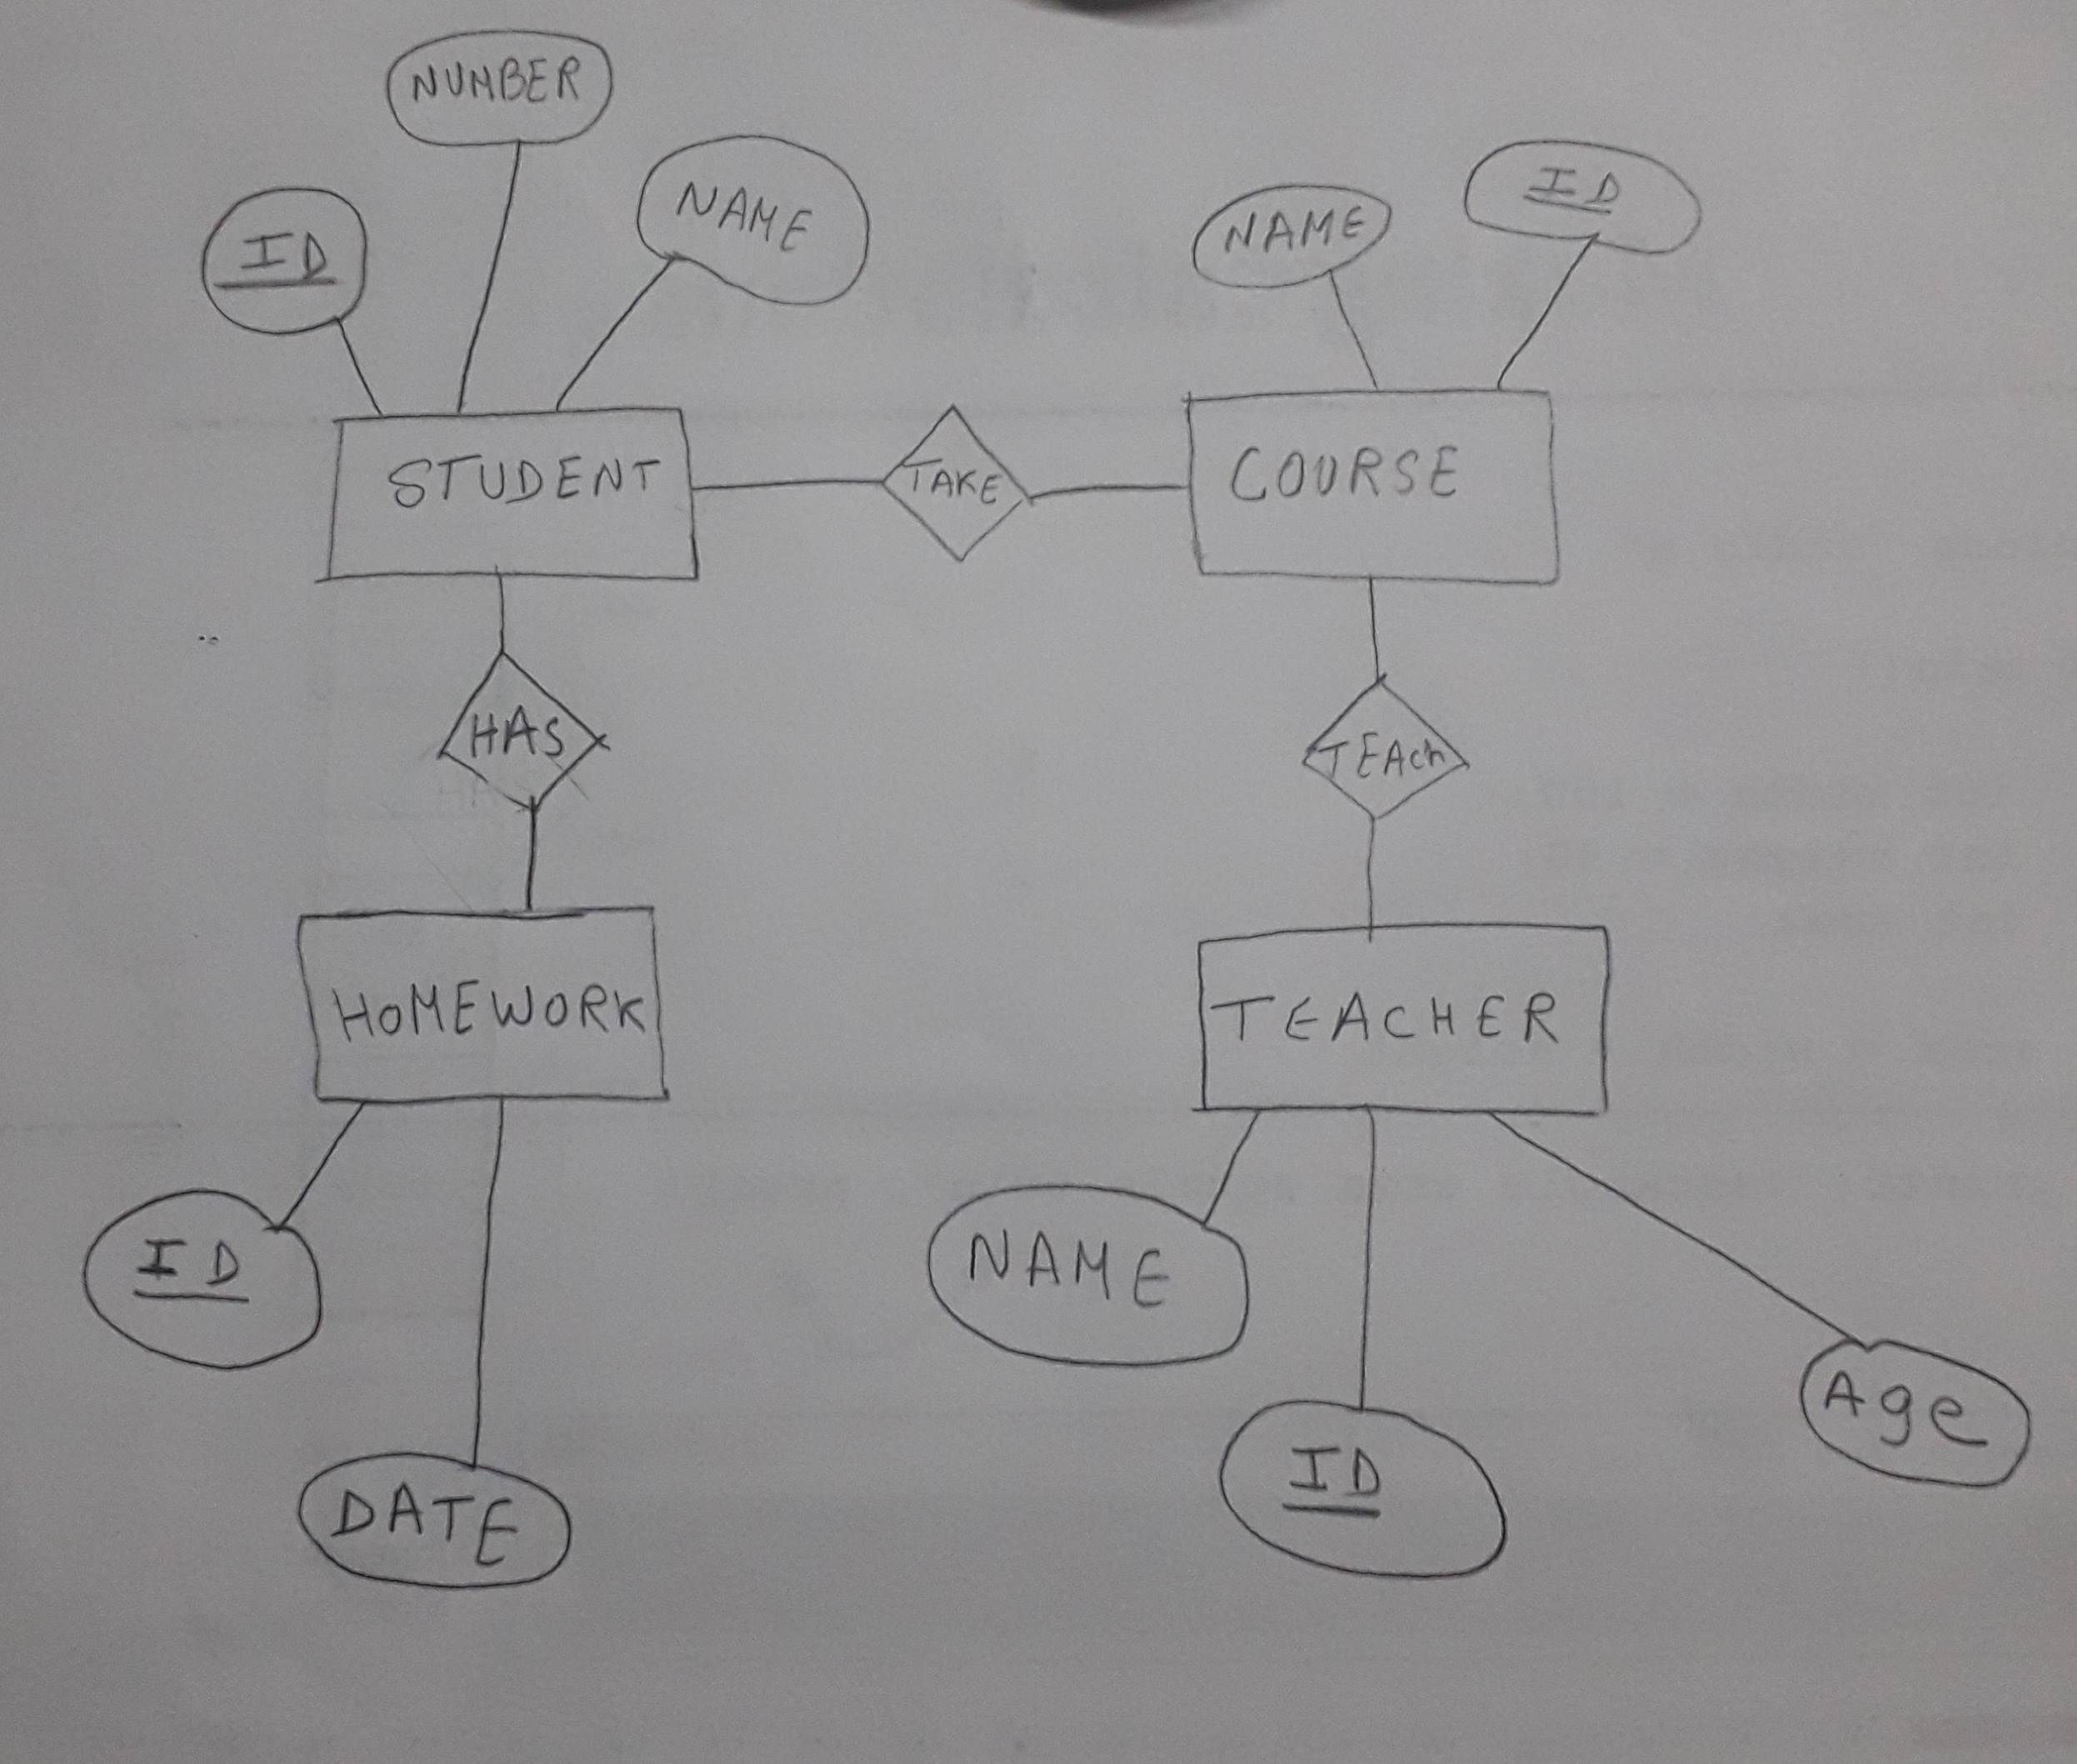 NUMBER
NAME
ID
NAME
ID
STUDENT
TAKE
COURSE
HAS
TEAch
HOMEWORK
TEACHER
ID
NAME
Age
DATE
ID